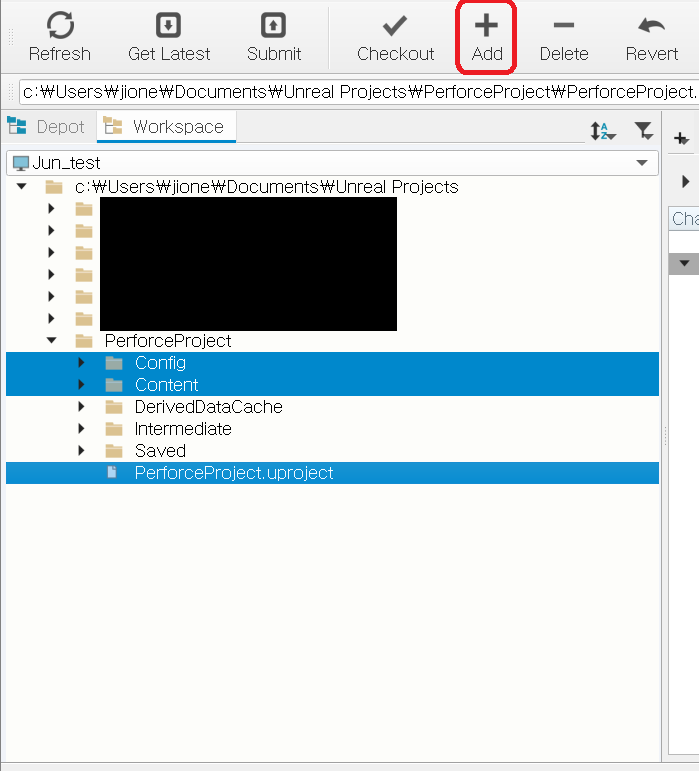 Refresh Get Latest Submit Checkout Add Delete Revert
c:₩Users₩jione₩Documents₩Unreal Projects₩PerforceProject₩PerforceProject.
Depot Workspace
Jun_test
c:₩Users₩jione₩Documents₩Unreal Projects
Cha
PerforceProject
Config
Content
DerivedDataCache
Intermediate
Saved
PerforceProject.uproject